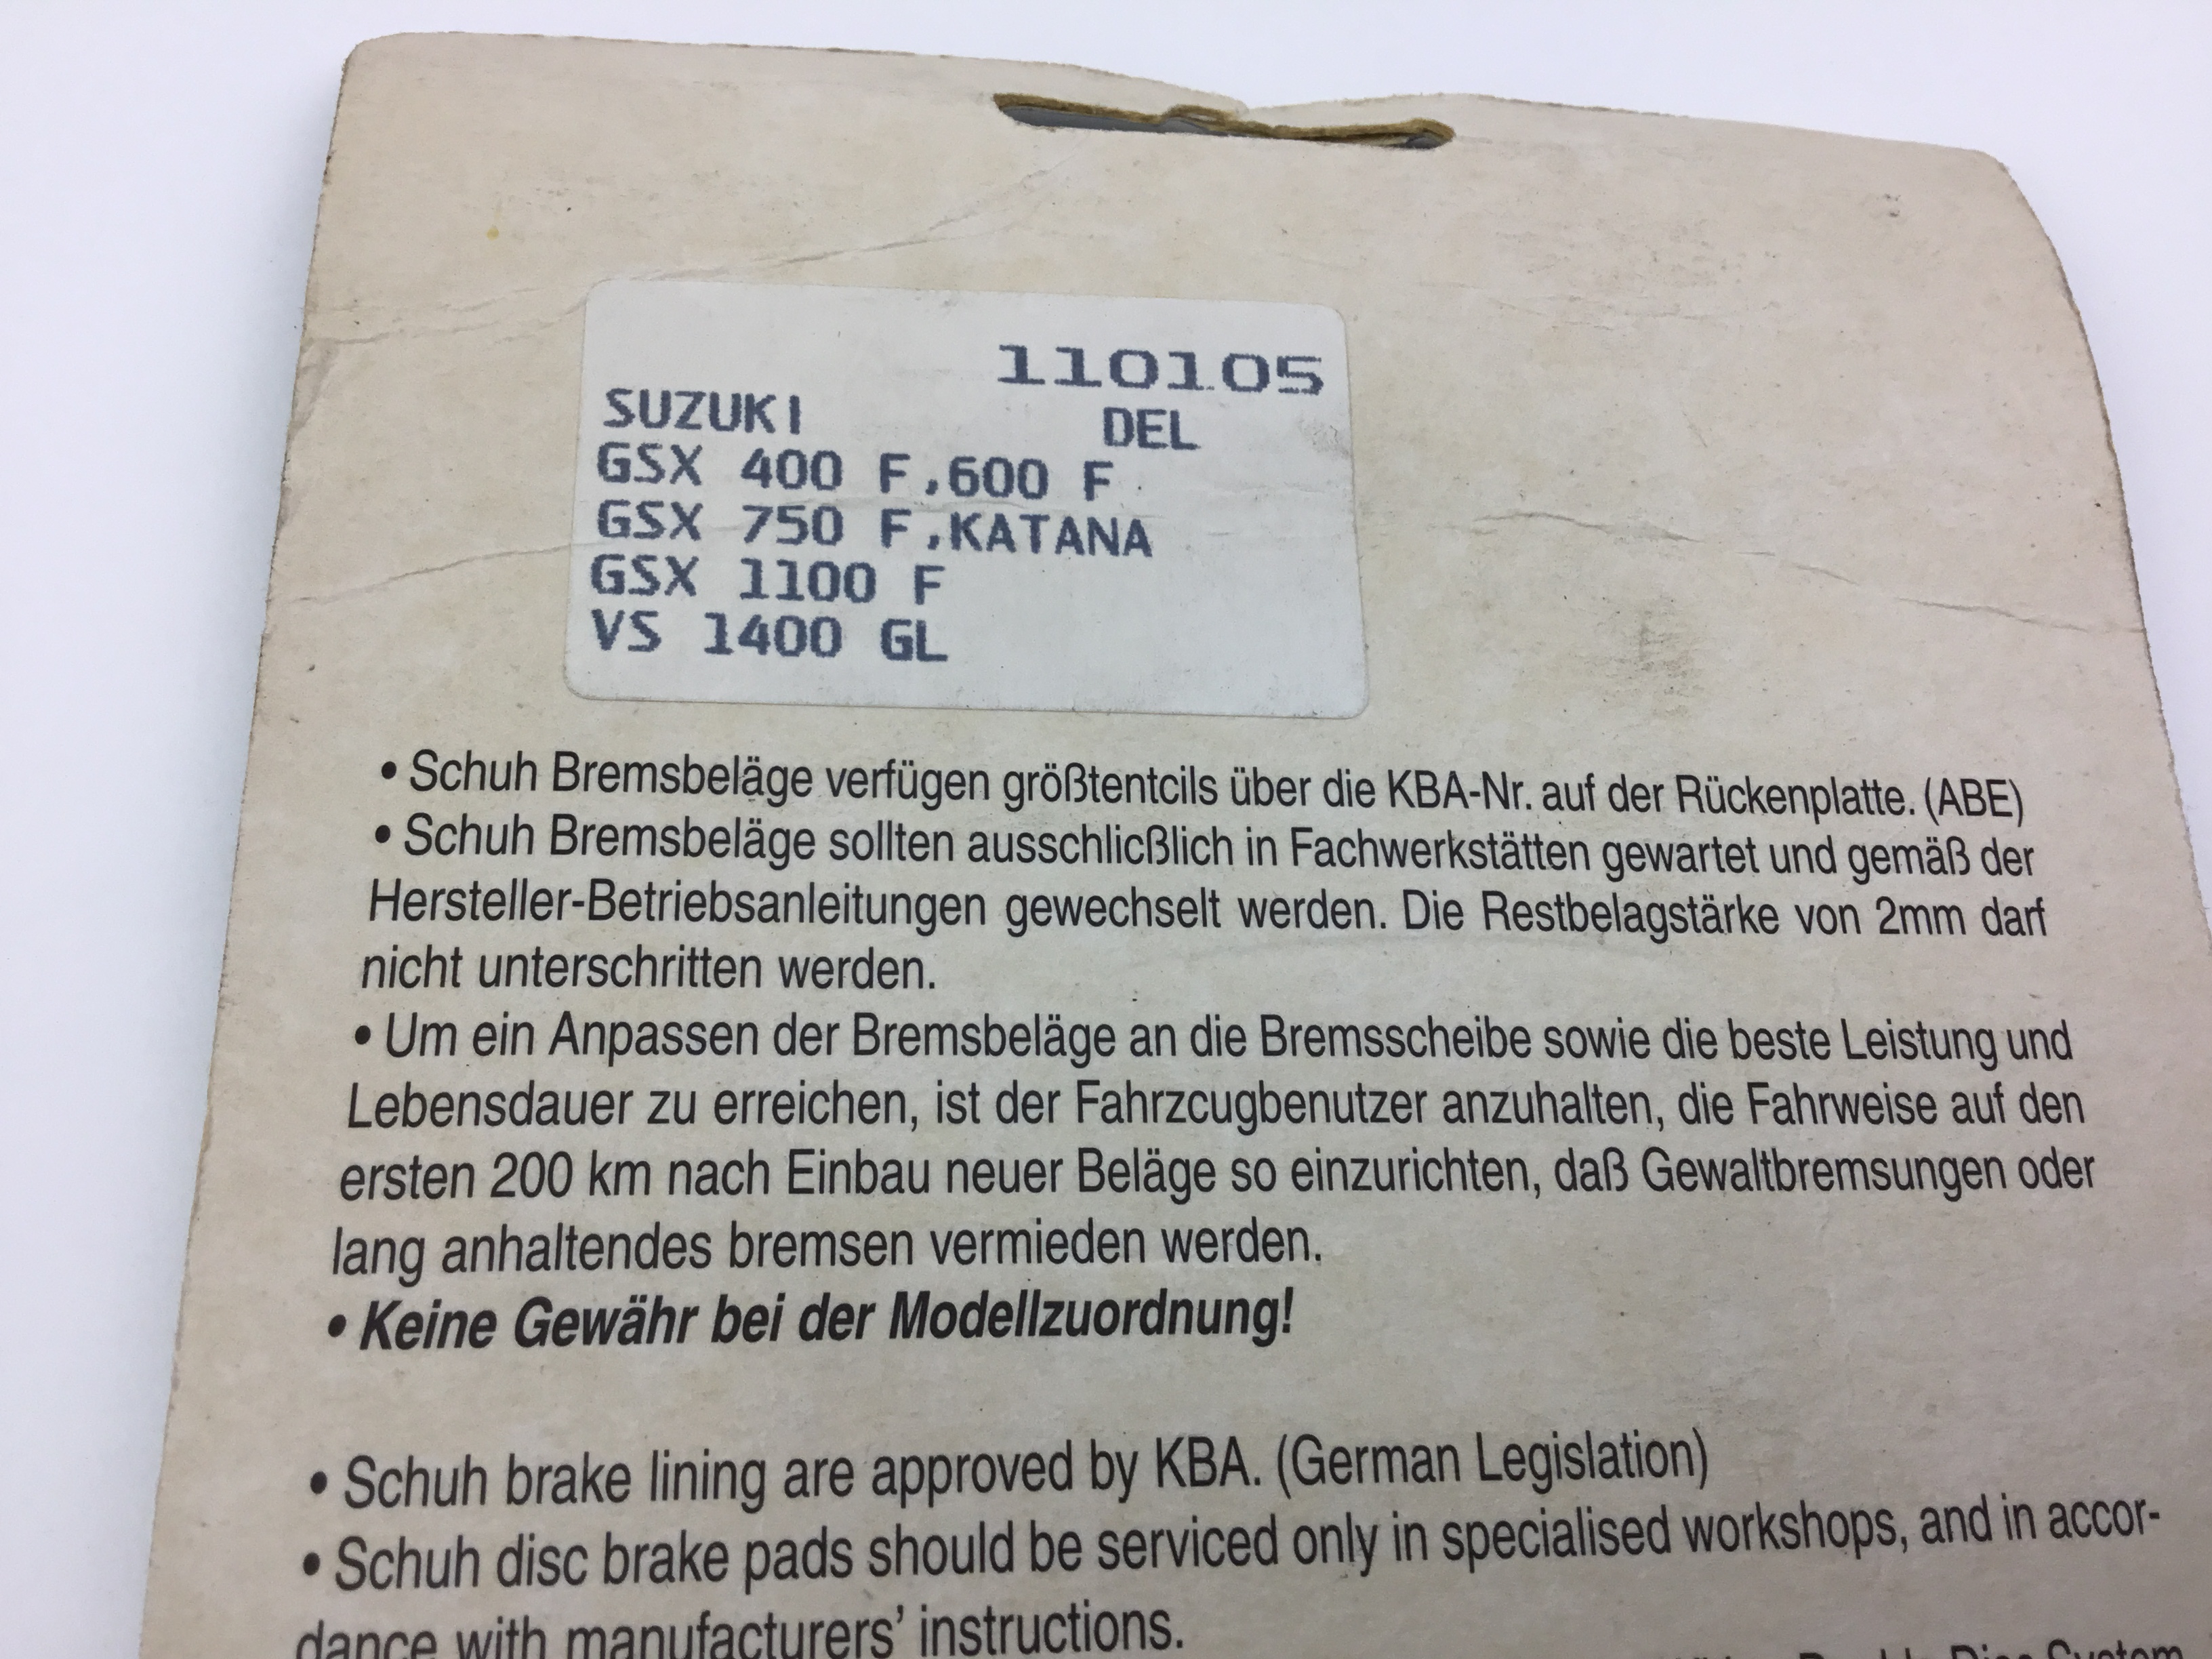 110105
SUZUKI DEL
GSX 400 F,600 F
GSX 750 F,KATANA
GSX 1100 F
VS 1400 GL
• Schuh Bremsbeläge verfügen größtentcils über die KBA-Nr. auf der Rückenplatte. (ABE)
• Schuh Bremsbeläge sollten ausschlicßlich in Fachwerkstätten gewartet und gemäß der
Hersteller-Betriebsanleitungen gewechselt werden. Die Restbelagstärke von 2mm darf
nicht unterschritten werden.
• Um ein Anpassen der Bremsbeläge an die Bremsscheibe sowie die beste Leistung und
Lebensdauer zu erreichen, ist der Fahrzcugbenutzer anzuhalten, die Fahrweise auf den
ersten 200 km nach Einbau neuer Beläge so einzurichten, daß Gewaltbremsungen oder
lang anhaltendes bremsen vermieden werden.
• Keine Gewähr bei der Modellzuordnung!
• Schuh brake lining are approved by KBA. (German Legislation)
• Schuh disc brake pads should be serviced only in specialised workshops, and in accor-
dance with manufacturers' instructions.
Disc System